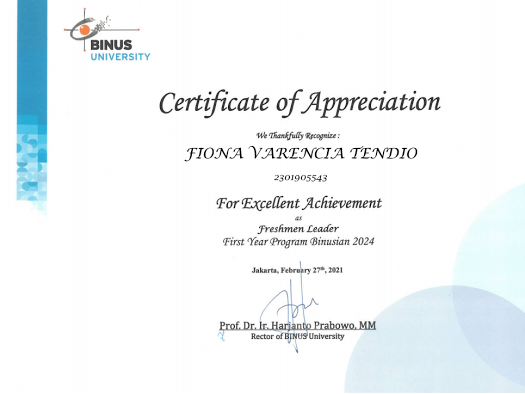 BINUS
UNIVERSITY
Certificate of Appreciation
We Thankfully Recognize :
FIONA VARENCIA TENDIO
2301905543
For Excellent Achievement
as
Freshmen Leader
First Year Program Binusian 2024
Jakarta, February 27th, 2021
Prof. Dr. Ir. Harjanto Prabowo, MM
Rector of BINUS University